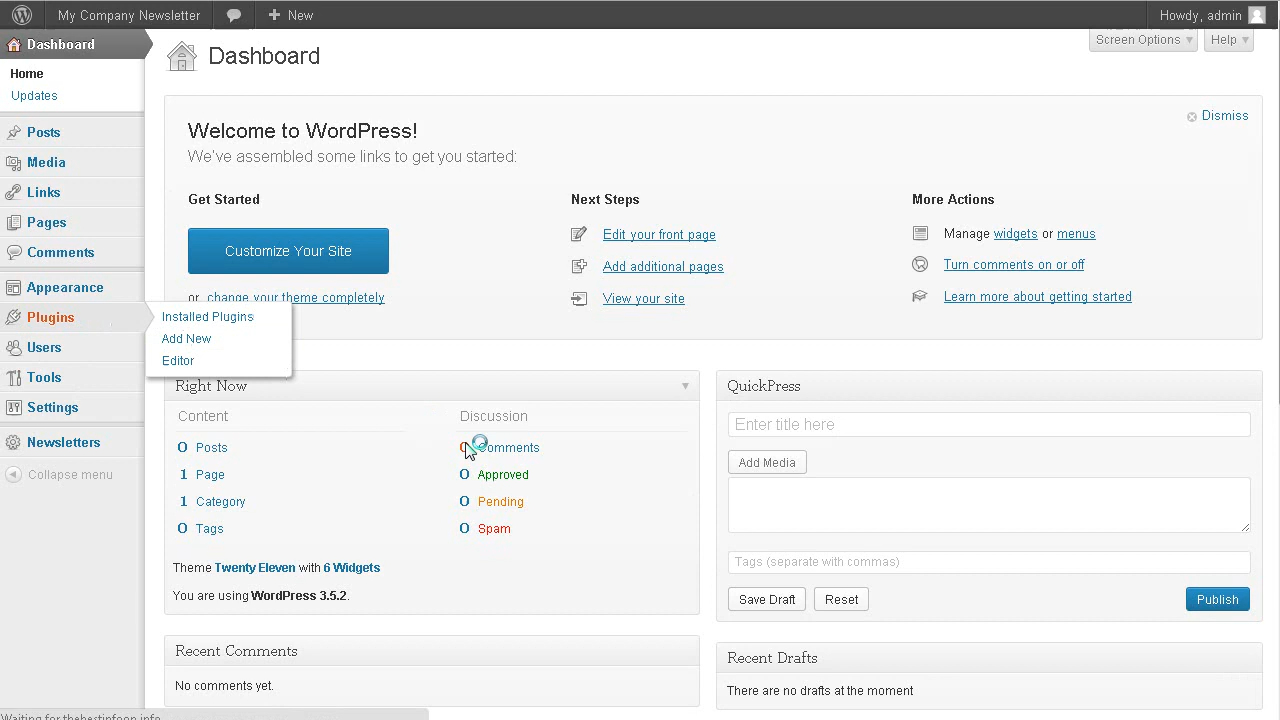 My Company Newsletter
New
Howdy, admin
Dashboard
Home
Updates
Posts
Media
Links
Pages
Comments
Appearance
Plugins
Users
Tools
Settings
Newsletters
Collapse menu
Installed Plugins
Add New
Editor
Screen Options
Help
Dashboard
Dismiss
Welcome to WordPress!
We've assembled some links to get you started:
Get Started
Customize Your Site
or change your theme completely
Next Steps
Edit your front page
Add additional pages
View your site
More Actions
Manage widgets or menus
Turn comments on or off
Learn more about getting started
Right Now
Content
0 Posts
1 Page
1 Category
0 Tags
Discussion
0 Comments
0 Approved
0 Pending
0 Spam
Theme Twenty Eleven with 6 Widgets
You are using WordPress 3.5.2.
QuickPress
Enter title here
Add Media
Tags (separate with commas)
Save Draft
Reset
Publish
Recent Comments
No comments yet.
Recent Drafts
There are no drafts at the moment
Waiting for